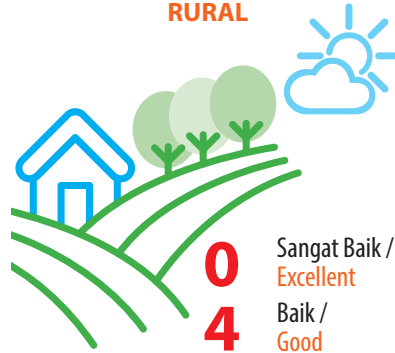 RURAL
0 Sangat Baik /
Excellent
4 Baik /
Good